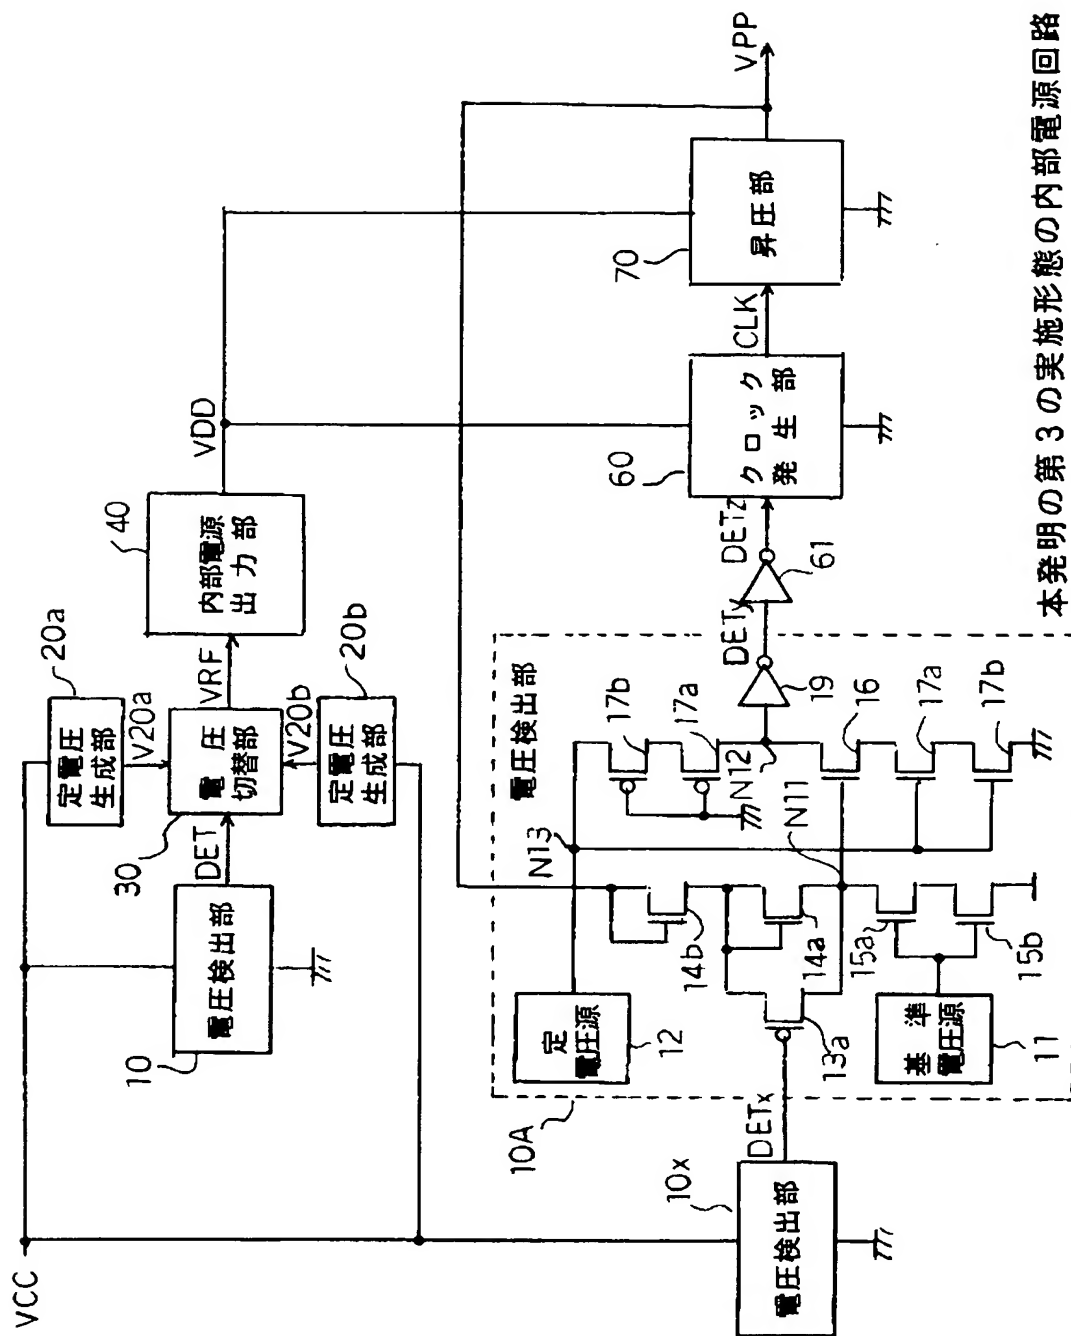 VCC
10
電圧検出部
DET
30
電圧
切替部
定電圧
生成部
20a
V20a
VRF
V20b
定電圧
生成部
20b
40
内部電源
出力部
VDD
10x
電圧検出部
DETx
10A
電圧検出部
定
電圧源
12
N13
17b
17a
N12
19
DETy
61
DETz
16
17a
17b
N11
14b
14a
13a
15a
15b
基準
電圧源
11
60
クロック
発生部
CLK
70
昇圧部
VPP
本発明の第3の実施形態の内部電源回路